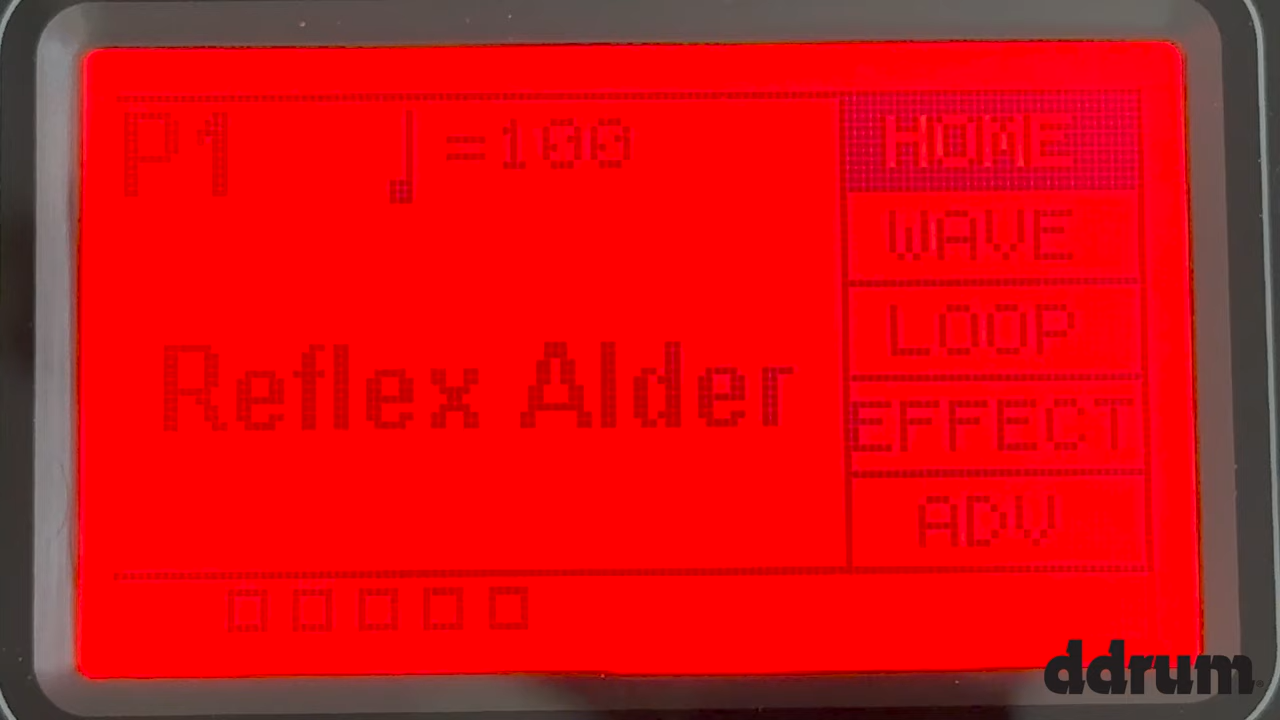 P1 ♩=100
HOME
WAVE
LOOP
EFFECT
ADV
Reflex Alder
ddrum